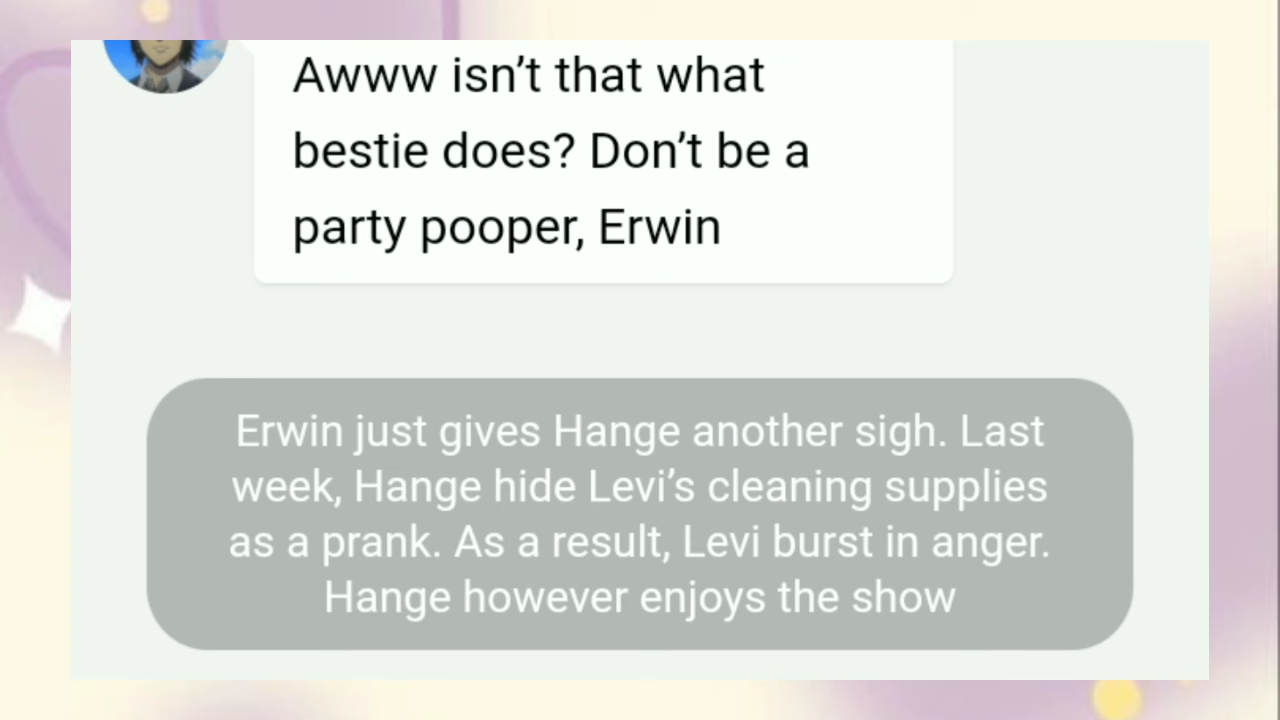 Awww isn’t that what
bestie does? Don’t be a
party pooper, Erwin
Erwin just gives Hange another sigh. Last
week, Hange hide Levi’s cleaning supplies
as a prank. As a result, Levi burst in anger.
Hange however enjoys the show